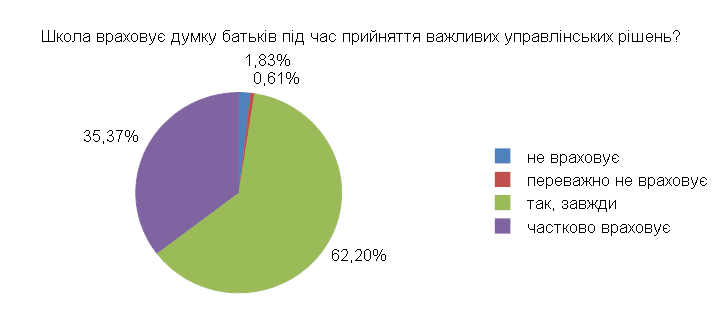 Школа враховує думку батьків під час прийняття важливих управлінських рішень?
1,83%
0,61%
35,37%
62,20%
не враховує
переважно не враховує
так, завжди
частково враховує